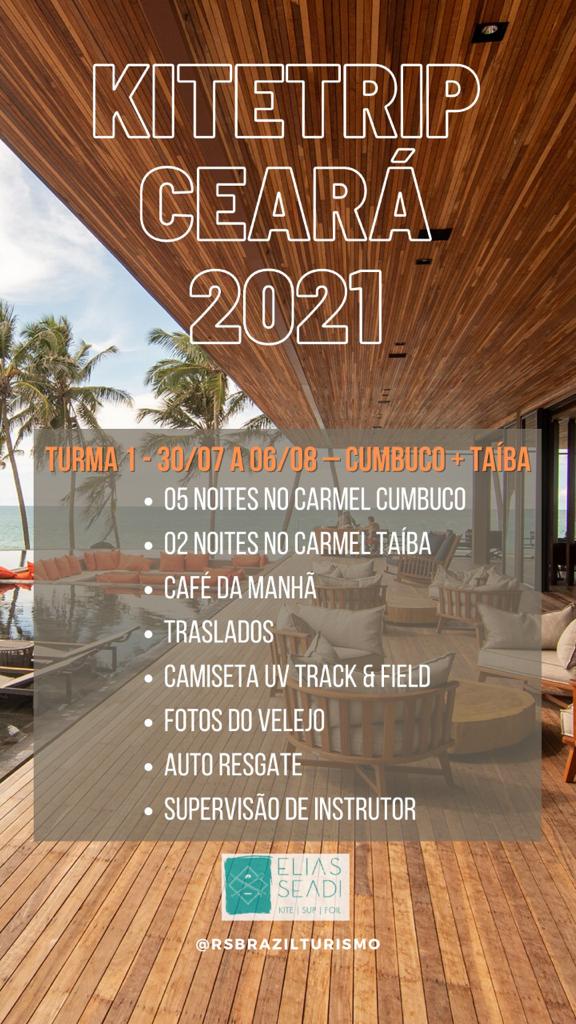 KITETRIP
CEARÁ
2021
TURMA 1 - 30/07 A 06/08 – CUMBUCO + TAÍBA
• 05 NOITES NO CARMEL CUMBUCO
• 02 NOITES NO CARMEL TAÍBA
• CAFÉ DA MANHÃ
• TRASLADOS
• CAMISETA UV TRACK & FIELD
• FOTOS DO VELEJO
• AUTO RESGATE
• SUPERVISÃO DE INSTRUTOR
ELIAS
SEADI
KITE | SUP | FOIL
@RSBRAZILTURISMO